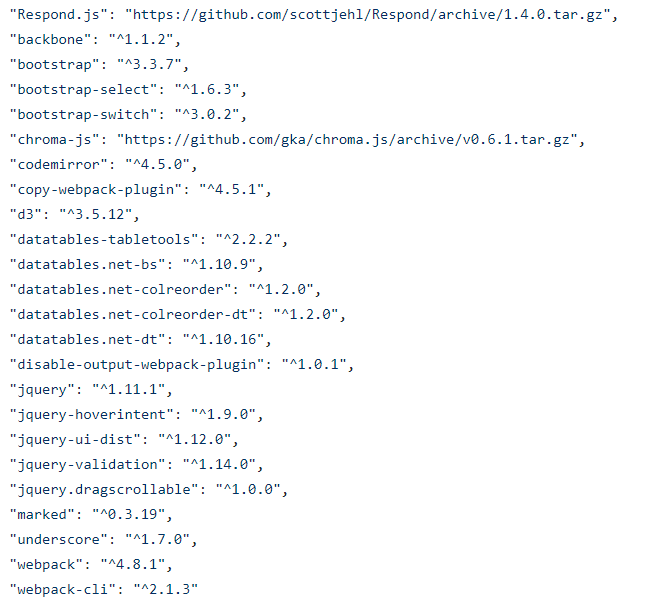 "Respond.js": "https://github.com/scottjehl/Respond/archive/1.4.0.tar.gz",
"backbone": "^1.1.2",
"bootstrap": "^3.3.7",
"bootstrap-select": "^1.6.3",
"bootstrap-switch": "^3.0.2",
"chroma-js": "https://github.com/gka/chroma.js/archive/v0.6.1.tar.gz",
"codemirror": "^4.5.0",
"copy-webpack-plugin": "^4.5.1",
"d3": "^3.5.12",
"datatables-tabletools": "^2.2.2",
"datatables.net-bs": "^1.10.9",
"datatables.net-colreorder": "^1.2.0",
"datatables.net-colreorder-dt": "^1.2.0",
"datatables.net-dt": "^1.10.16",
"disable-output-webpack-plugin": "^1.0.1",
"jquery": "^1.11.1",
"jquery-hoverintent": "^1.9.0",
"jquery-ui-dist": "^1.12.0",
"jquery-validation": "^1.14.0",
"jquery.dragscrollable": "^1.0.0",
"marked": "^0.3.19",
"underscore": "^1.7.0",
"webpack": "^4.8.1",
"webpack-cli": "^2.1.3"